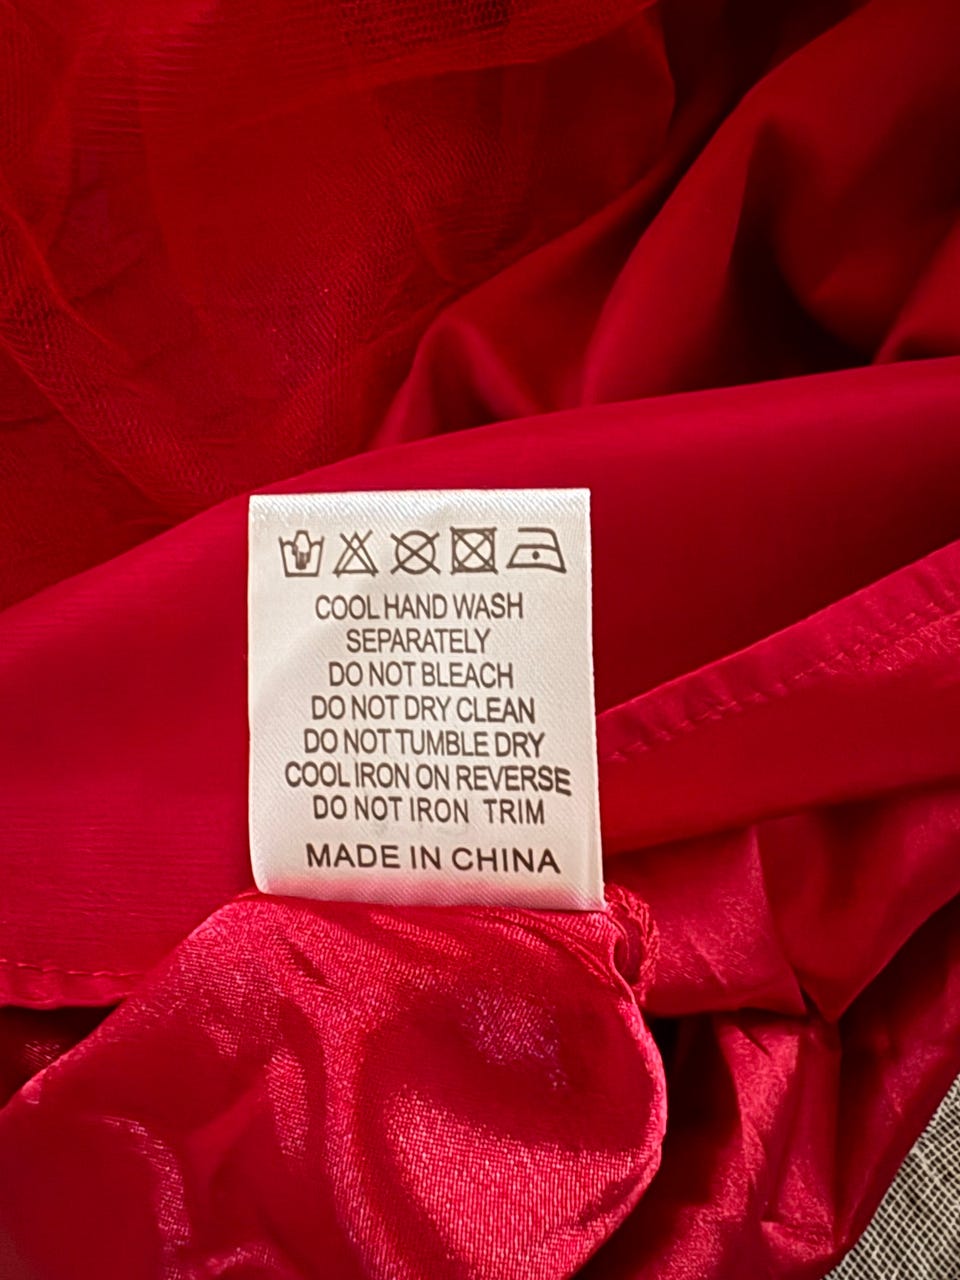 COOL HAND WASH
SEPARATELY
DO NOT BLEACH
DO NOT DRY CLEAN
DO NOT TUMBLE DRY
COOL IRON ON REVERSE
DO NOT IRON TRIM
MADE IN CHINA